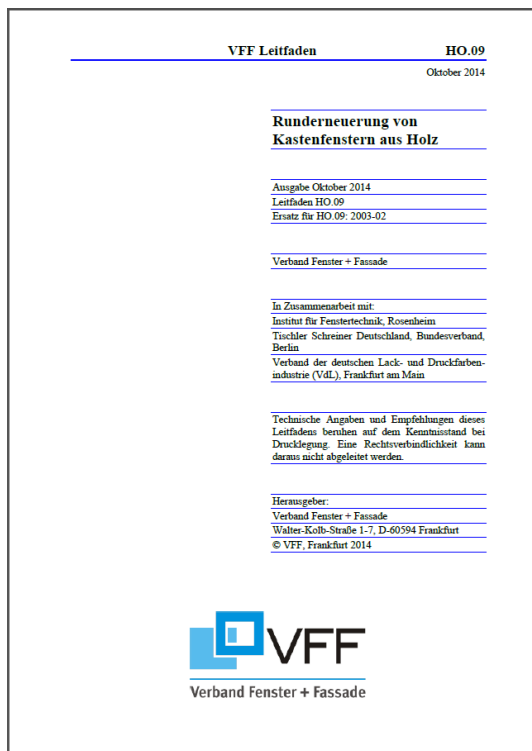 VFF Leitfaden HO.09
Oktober 2014
Runderneuerung von
Kastenfenstern aus Holz
Ausgabe Oktober 2014
Leitfaden HO.09
Ersatz für HO.09: 2003-02
Verband Fenster + Fassade
In Zusammenarbeit mit:
Institut für Fenstertechnik, Rosenheim
Tischler Schreiner Deutschland, Bundesverband,
Berlin
Verband der deutschen Lack- und Druckfarben-
industrie (VdL), Frankfurt am Main
Technische Angaben und Empfehlungen dieses
Leitfadens beruhen auf dem Kenntnisstand bei
Drucklegung. Eine Rechtsverbindlichkeit kann
daraus nicht abgeleitet werden.
Herausgeber:
Verband Fenster + Fassade
Walter-Kolb-Straße 1-7, D-60594 Frankfurt
© VFF, Frankfurt 2014
VFF
Verband Fenster + Fassade